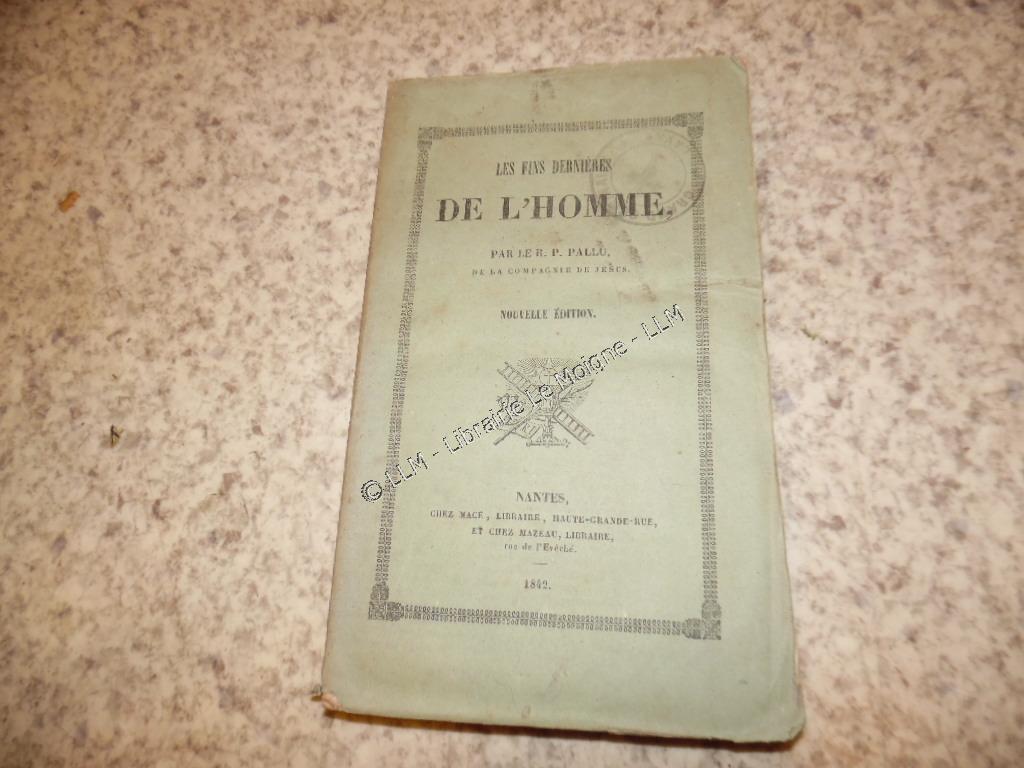 LES FINS DERNIÈRES
DE L'HOMME,
PAR LE R. P. PALLU,
DE LA COMPAGNIE DE JÉSUS.
NOUVELLE ÉDITION.
© LLM - Librairie Le Moigne - LLM
NANTES,
CHEZ MACÉ, LIBRAIRE, HAUTE-GRANDE-RUE,
ET CHEZ MAZEAU, LIBRAIRE,
rue de l'Evêché.
1842.